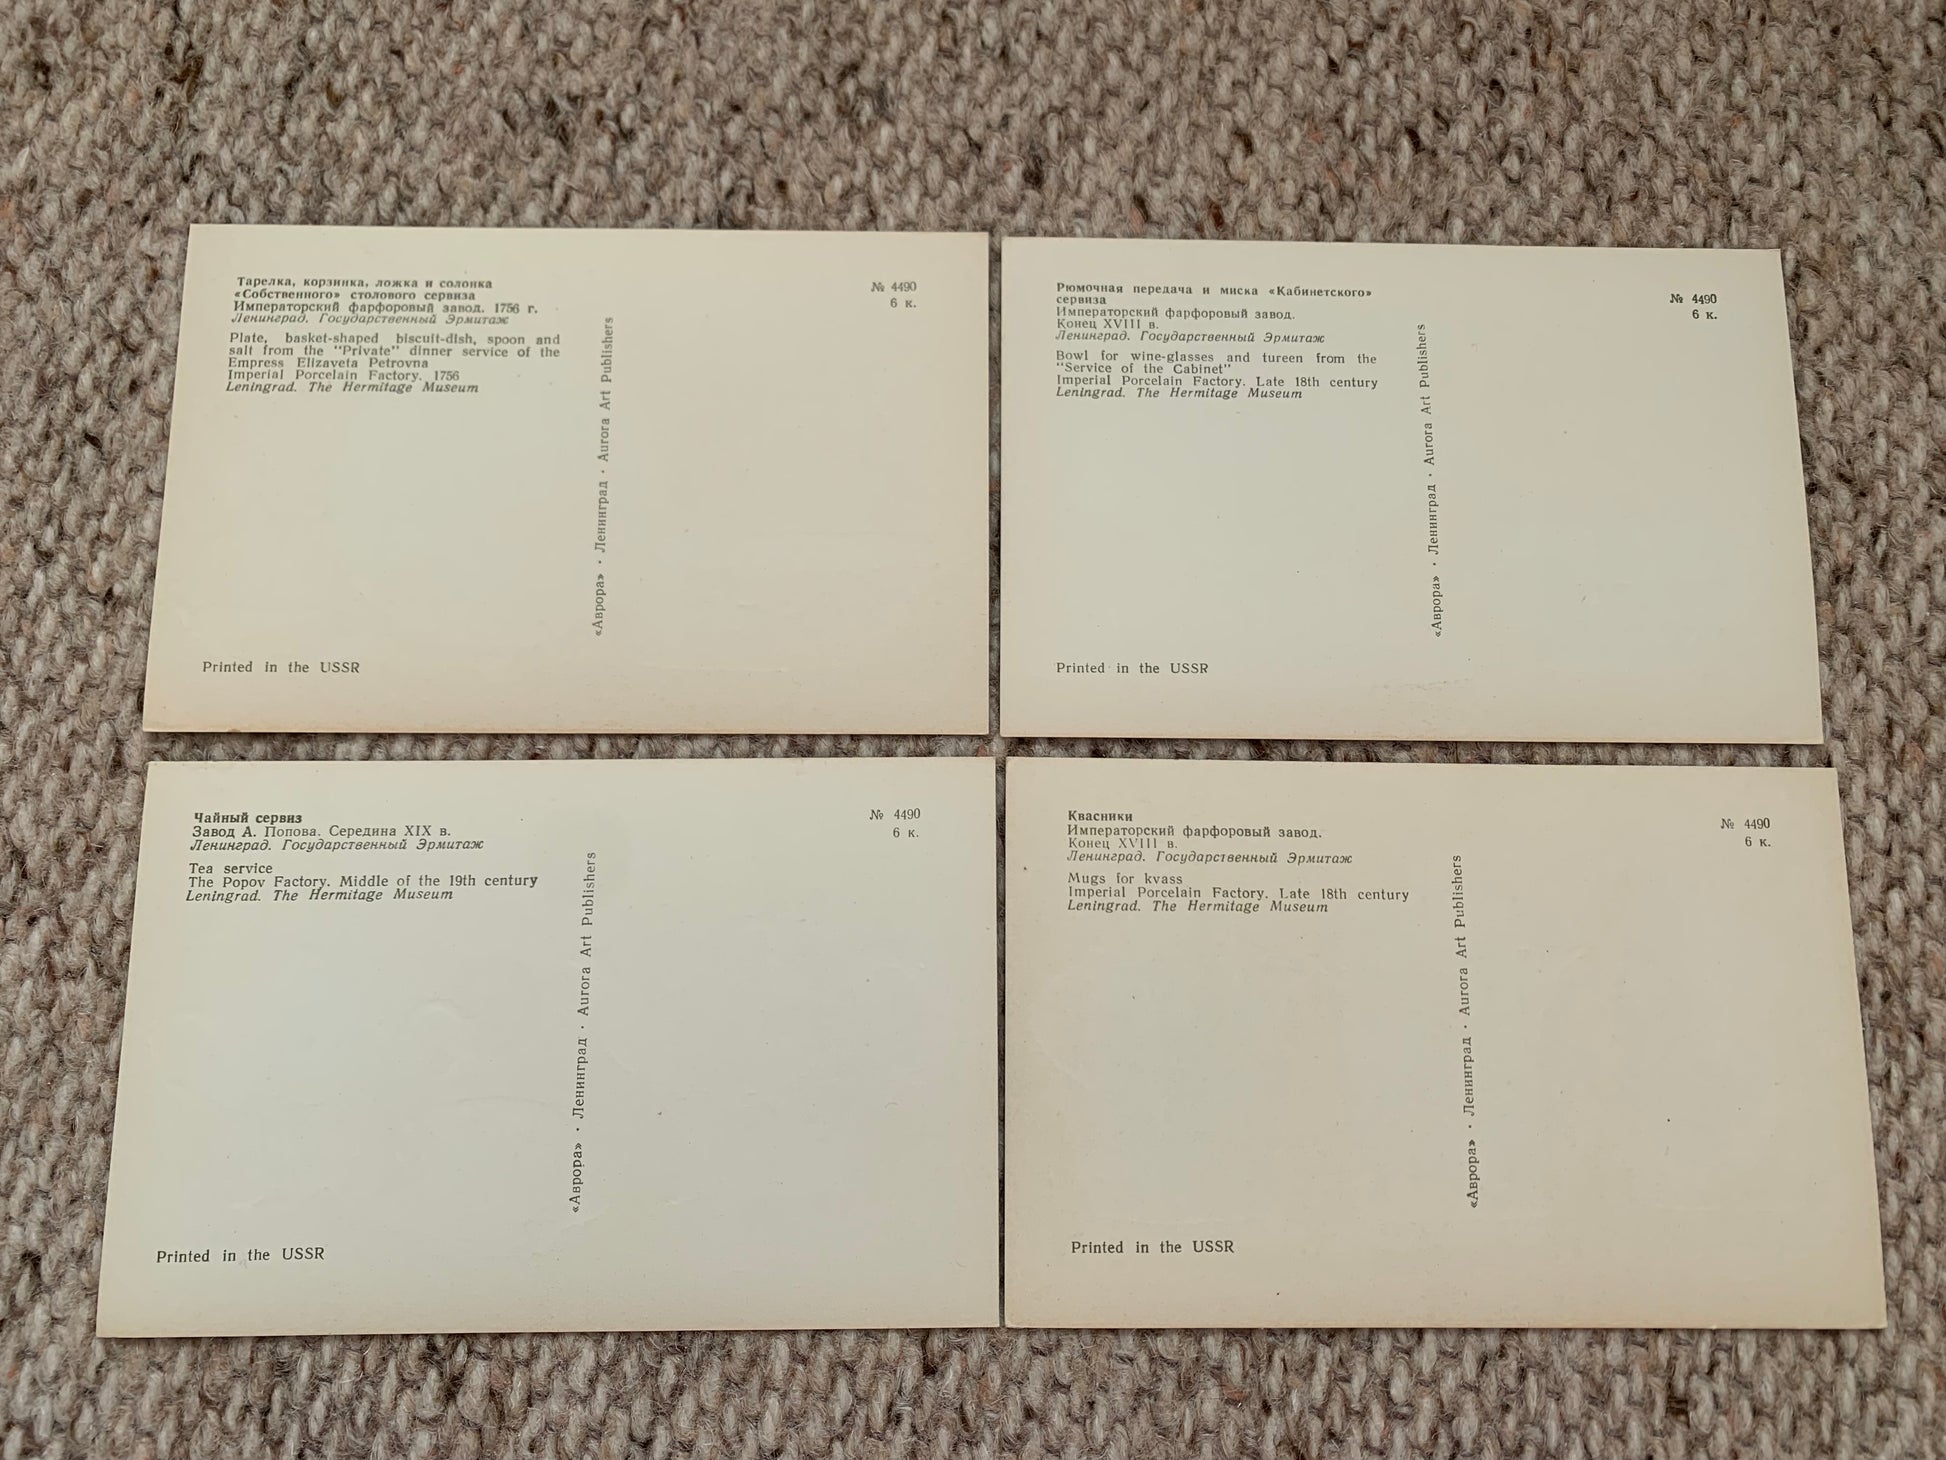 Тарелка, корзинка, ложка и солонка
«Собственного» столового сервиза
Императорский фарфоровый завод. 1756 г.
Ленинград. Государственный Эрмитаж
Plate, basket-shaped biscuit-dish, spoon and
salt from the "Private" dinner service of the
Empress Elizaveta Petrovna
Imperial Porcelain Factory. 1756
Leningrad. The Hermitage Museum
Printed in the USSR
«Аврора» · Ленинград · Aurora Art Publishers
№ 4490
6 к.
Рюмочная передача и миска «Кабинетского»
сервиза
Императорский фарфоровый завод.
Конец XVIII в.
Ленинград. Государственный Эрмитаж
Bowl for wine-glasses and tureen from the
"Service of the Cabinet"
Imperial Porcelain Factory. Late 18th century
Leningrad. The Hermitage Museum
Printed in the USSR
«Аврора» · Ленинград · Aurora Art Publishers
№ 4490
6 к.
Чайный сервиз
Завод А. Попова. Середина XIX в.
Ленинград. Государственный Эрмитаж
Tea service
The Popov Factory. Middle of the 19th century
Leningrad. The Hermitage Museum
Printed in the USSR
«Аврора» · Ленинград · Aurora Art Publishers
№ 4490
6 к.
Квасники
Императорский фарфоровый завод.
Конец XVIII в.
Ленинград. Государственный Эрмитаж
Mugs for kvass
Imperial Porcelain Factory. Late 18th century
Leningrad. The Hermitage Museum
Printed in the USSR
«Аврора» · Ленинград · Aurora Art Publishers
№ 4490
6 к.